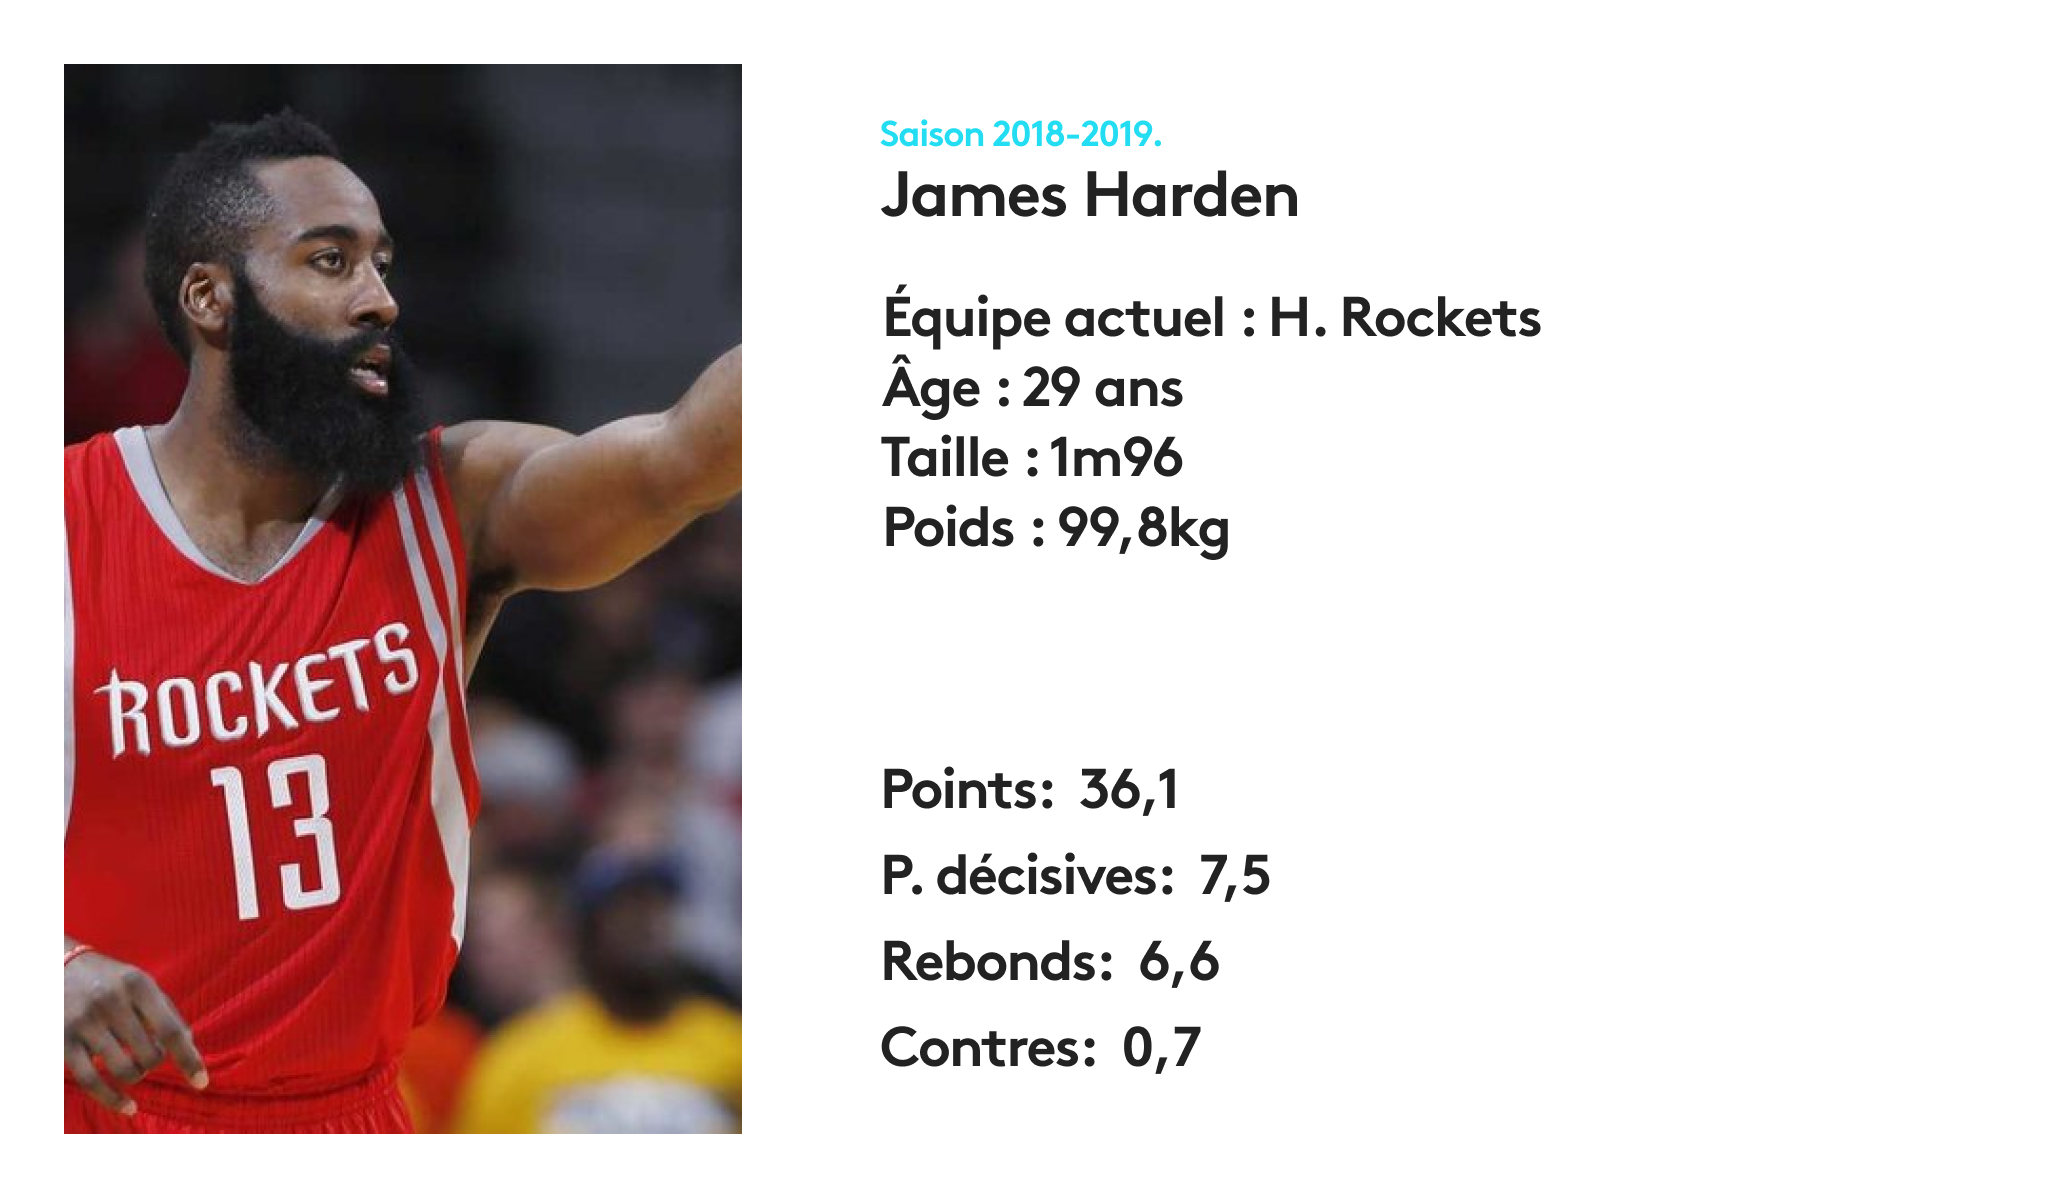 Saison 2018-2019.
James Harden
Équipe actuel : H. Rockets
Âge : 29 ans
Taille : 1m96
Poids : 99,8kg
Points: 36,1
P. décisives: 7,5
Rebonds: 6,6
Contres: 0,7
ROCKETS
13